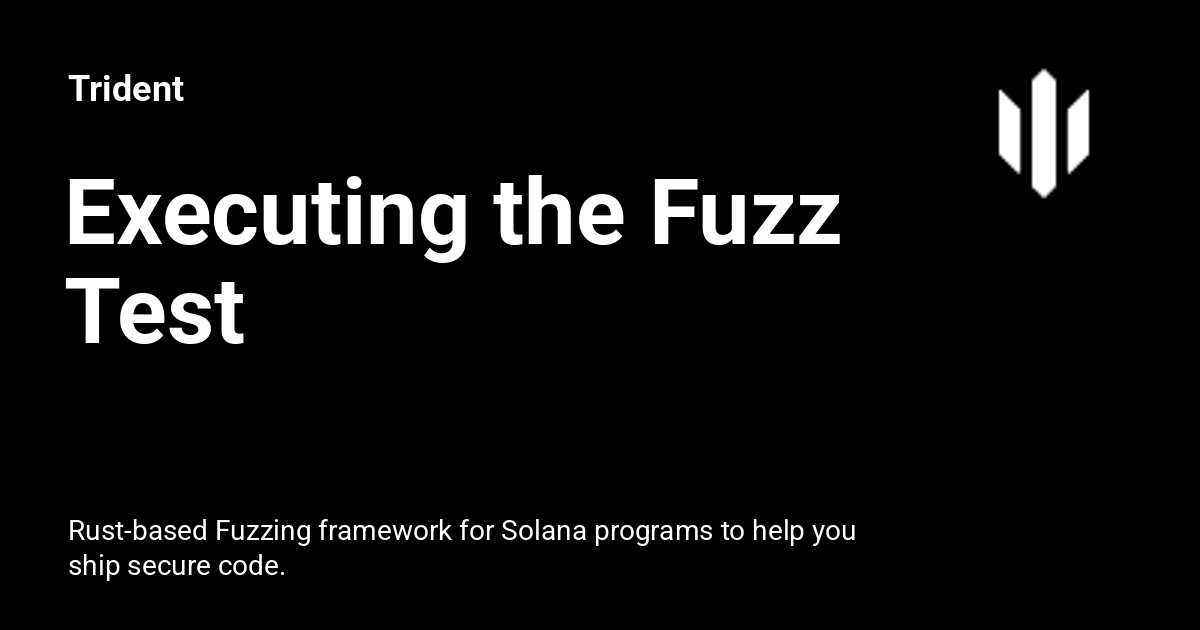 Trident
Executing the Fuzz
Test
Rust-based Fuzzing framework for Solana programs to help you
ship secure code.